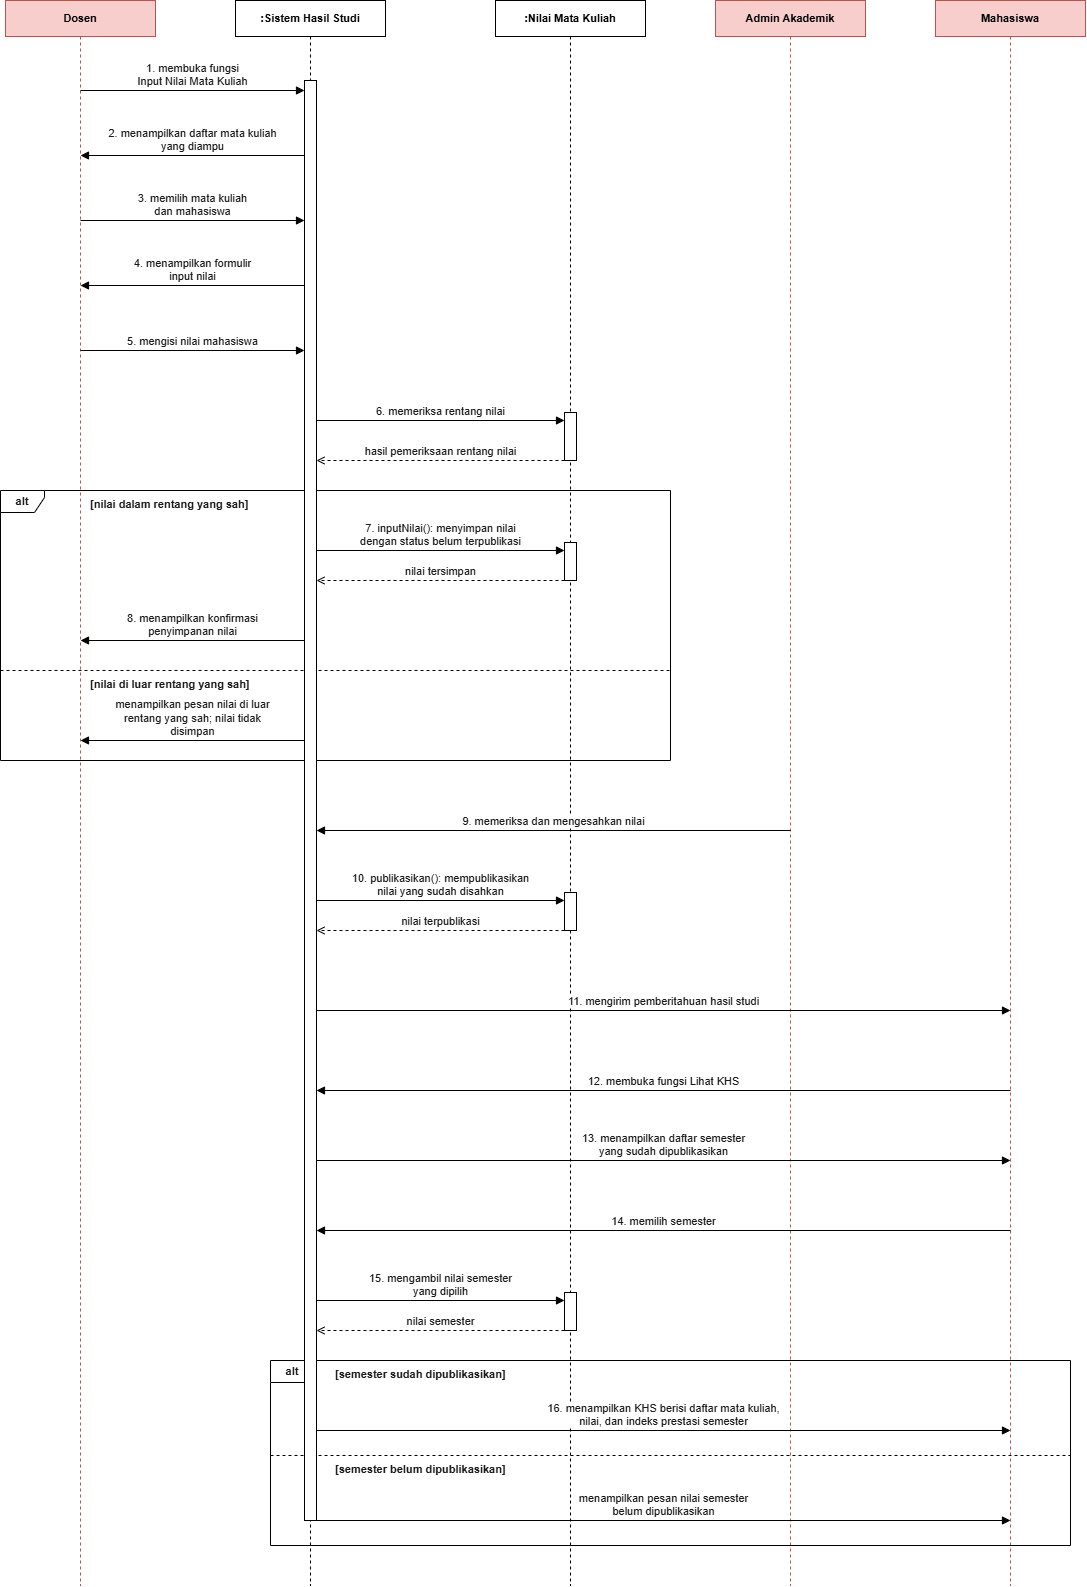 Dosen
:Sistem Hasil Studi
:Nilai Mata Kuliah
Admin Akademik
Mahasiswa
1. membuka fungsi
Input Nilai Mata Kuliah
2. menampilkan daftar mata kuliah
yang diampu
3. memilih mata kuliah
dan mahasiswa
4. menampilkan formulir
input nilai
5. mengisi nilai mahasiswa
6. memeriksa rentang nilai
hasil pemeriksaan rentang nilai
alt
[nilai dalam rentang yang sah]
7. inputNilai(): menyimpan nilai
dengan status belum terpublikasi
nilai tersimpan
8. menampilkan konfirmasi
penyimpanan nilai
[nilai di luar rentang yang sah]
menampilkan pesan nilai di luar
rentang yang sah; nilai tidak
disimpan
9. memeriksa dan mengesahkan nilai
10. publikasikan(): mempublikasikan
nilai yang sudah disahkan
nilai terpublikasi
11. mengirim pemberitahuan hasil studi
12. membuka fungsi Lihat KHS
13. menampilkan daftar semester
yang sudah dipublikasikan
14. memilih semester
15. mengambil nilai semester
yang dipilih
nilai semester
alt
[semester sudah dipublikasikan]
16. menampilkan KHS berisi daftar mata kuliah,
nilai, dan indeks prestasi semester
[semester belum dipublikasikan]
menampilkan pesan nilai semester
belum dipublikasikan